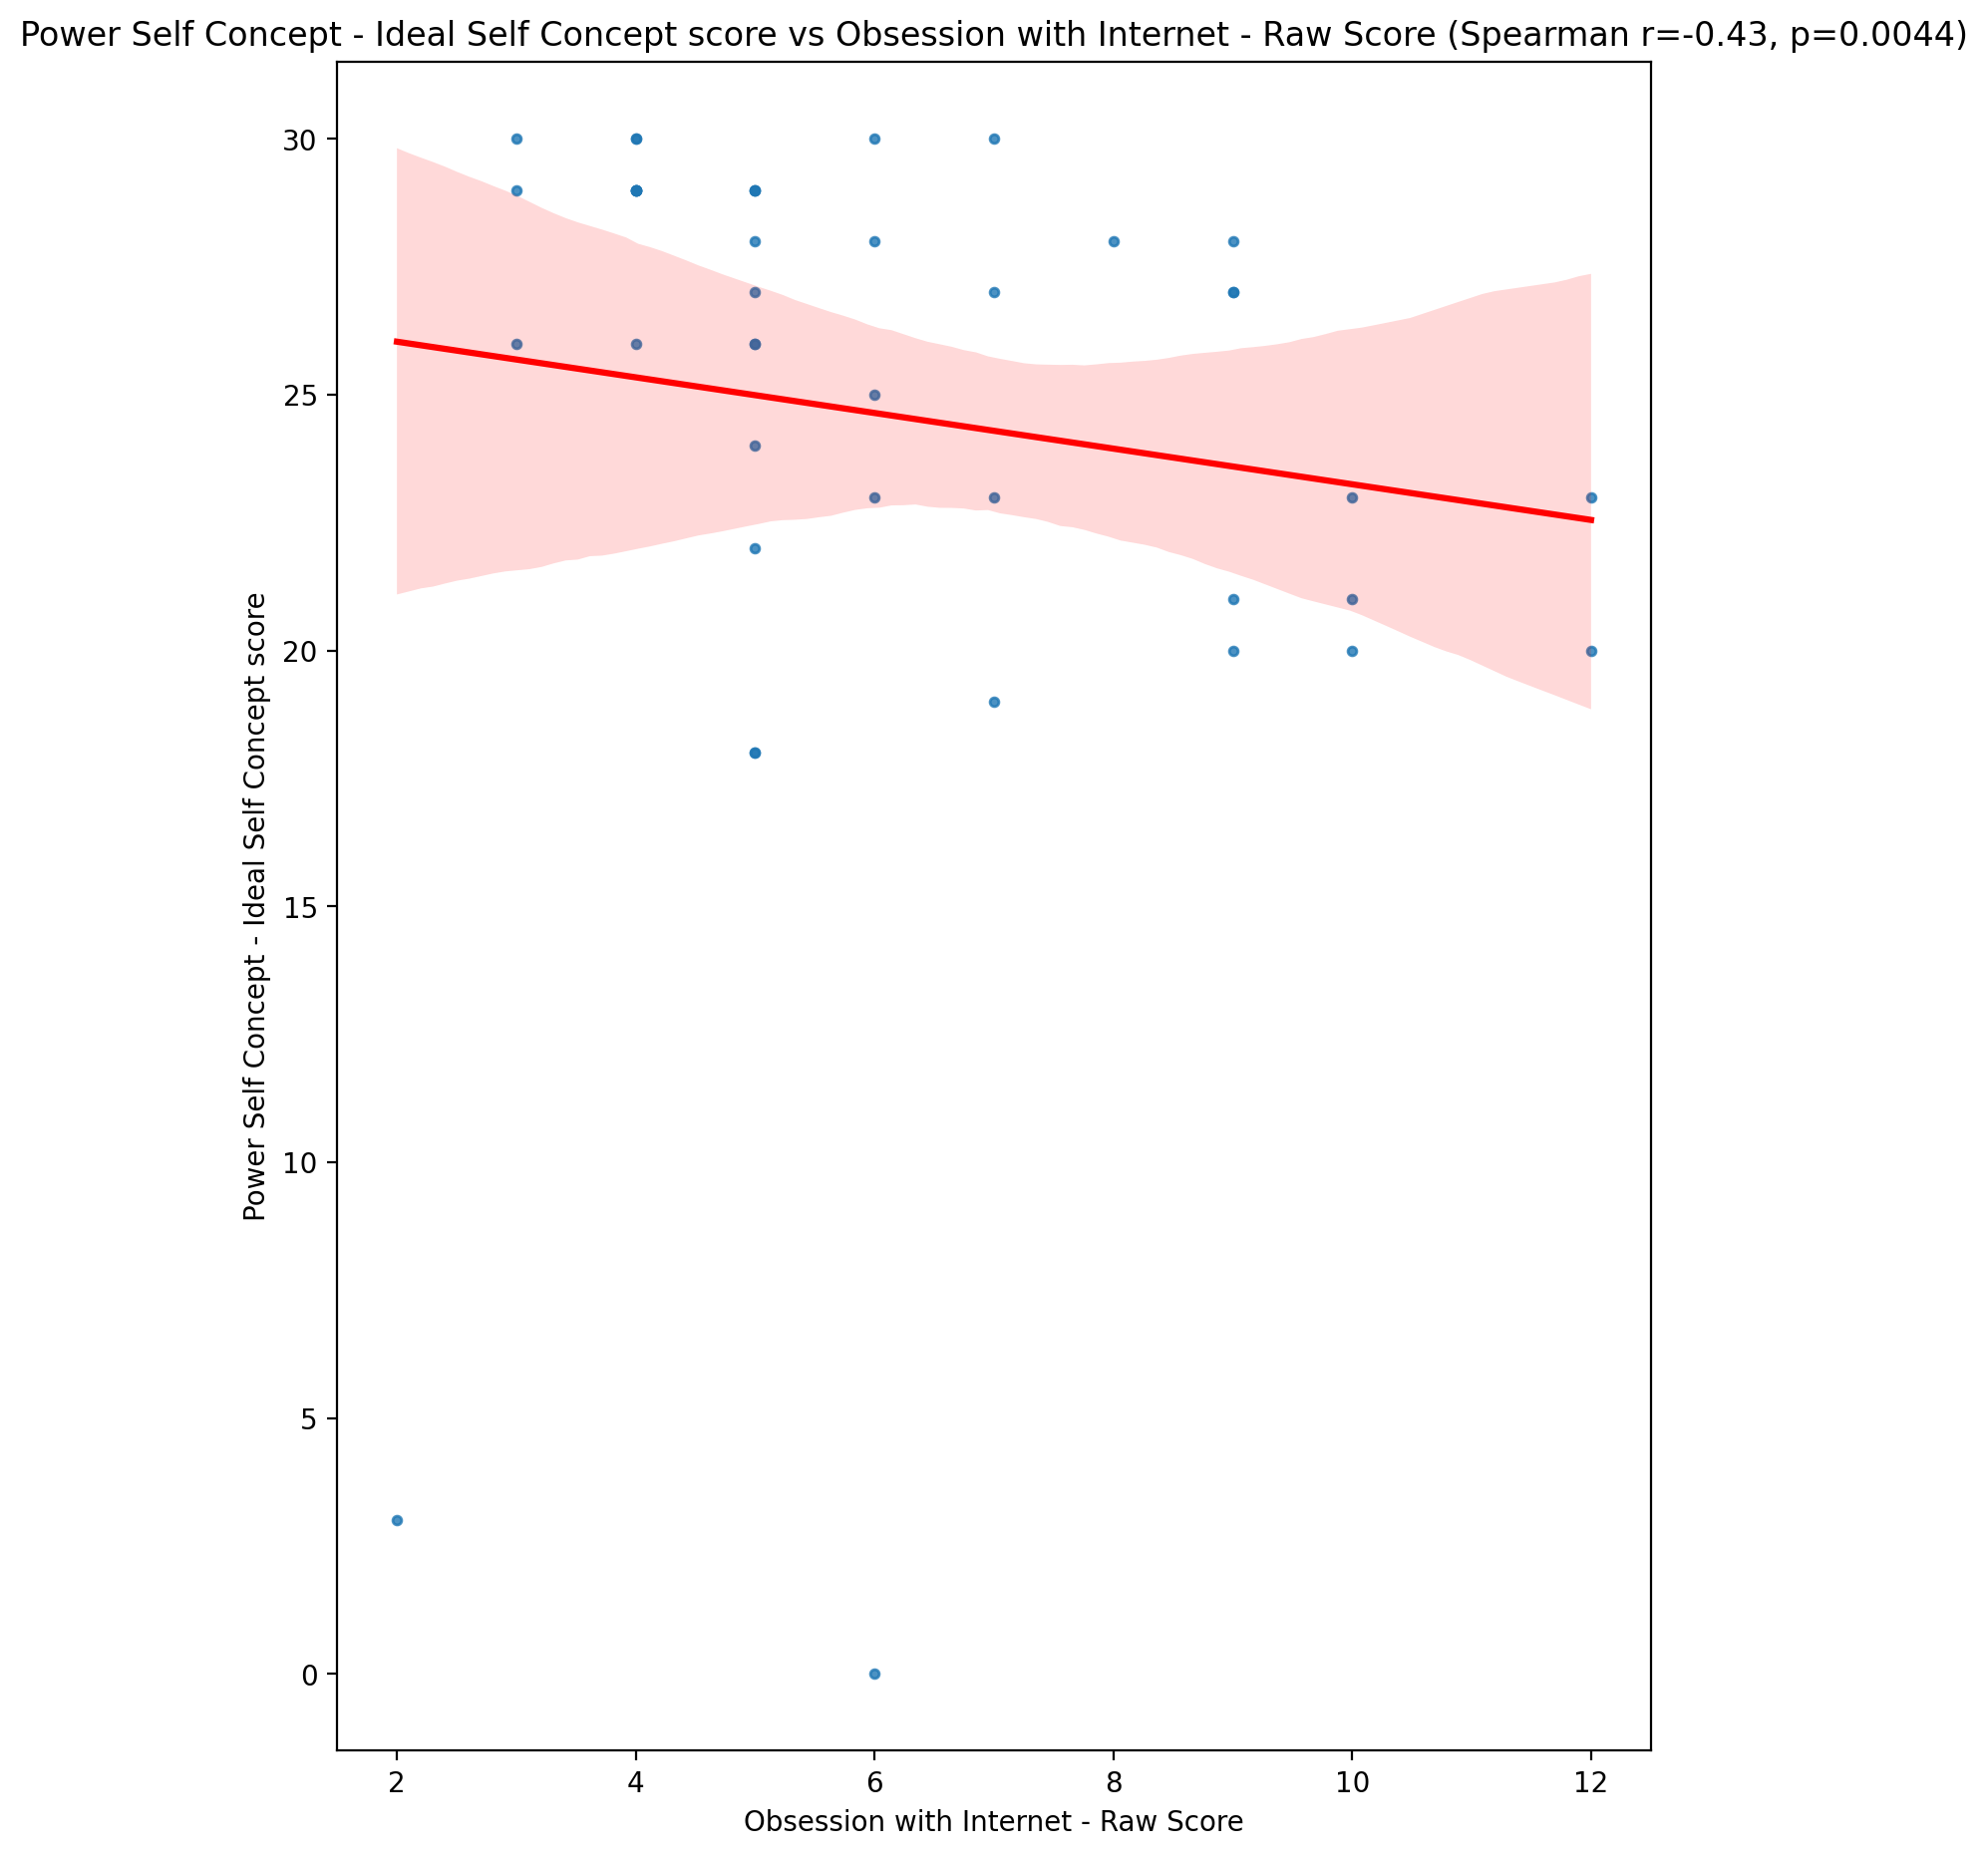 Power Self Concept - Ideal Self Concept score vs Obsession with Internet - Raw Score (Spearman r=-0.43, p=0.0044)
30
25
20
15
10
5
0
Power Self Concept - Ideal Self Concept score
2 4 6 8 10 12
Obsession with Internet - Raw Score